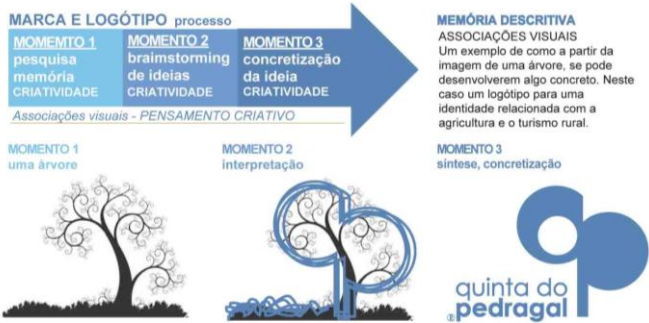 MARCA E LOGÓTIPO processo
MOMEMTO 1
pesquisa
memória
CRIATIVIDADE
MOMENTO 2
brainstorming
de ideias
CRIATIVIDADE
MOMENTO 3
concretização
da ideia
CRIATIVIDADE
Associações visuais - PENSAMENTO CRIATIVO
MEMÓRIA DESCRITIVA
ASSOCIAÇÕES VISUAIS
Um exemplo de como a partir da
imagem de uma árvore, se pode
desenvolverem algo concreto. Neste
caso um logótipo para uma
identidade relacionada com a
agricultura e o turismo rural.
MOMENTO 1
uma árvore
MOMENTO 2
interpretação
MOMENTO 3
síntese, concretização
qp
quinta do
pedragal